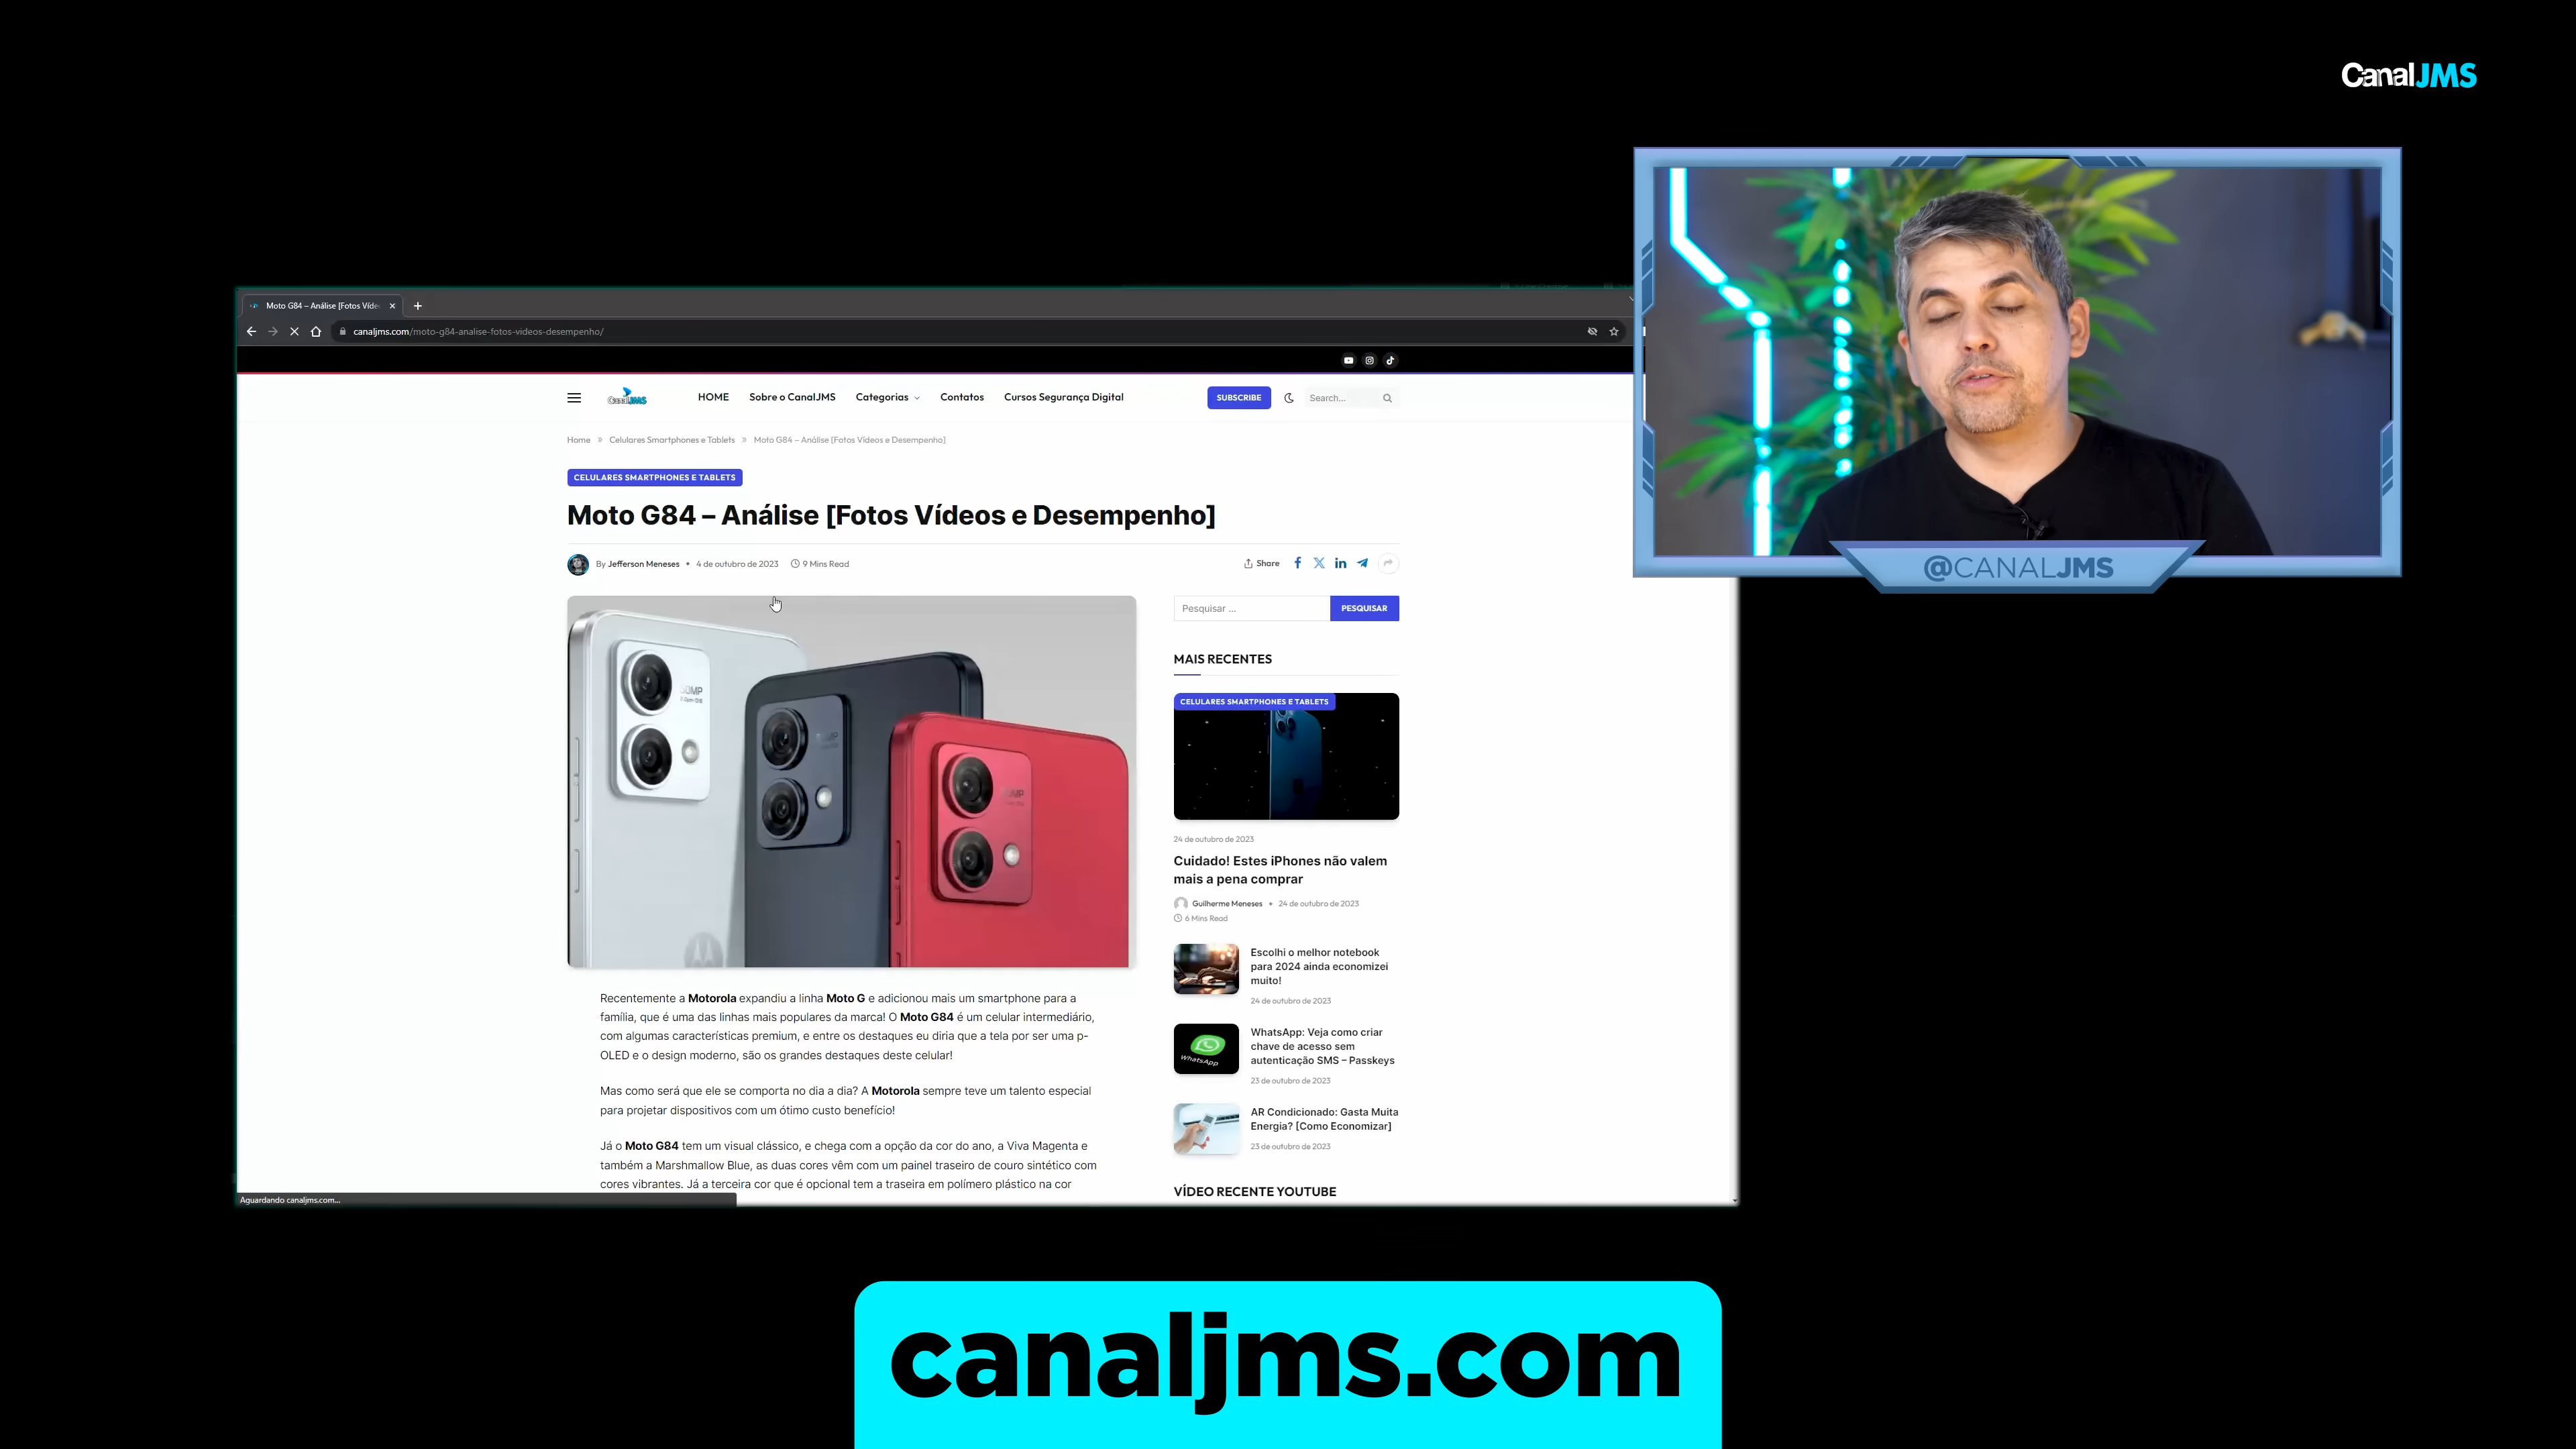 CanalJMS
Moto G84 – Análise [Fotos Víde
canaljms.com/moto-g84-analise-fotos-videos-desempenho/
CanalJMS
HOME Sobre o CanalJMS Categorias Contatos Cursos Segurança Digital SUBSCRIBE Search...
Home » Celulares Smartphones e Tablets » Moto G84 – Análise [Fotos Vídeos e Desempenho]
CELULARES SMARTPHONES E TABLETS
Moto G84 – Análise [Fotos Vídeos e Desempenho]
By Jefferson Meneses • 4 de outubro de 2023 9 Mins Read
Share
@CANALJMS
Pesquisar ... PESQUISAR
50MP
Recentemente a Motorola expandiu a linha Moto G e adicionou mais um smartphone para a
família, que é uma das linhas mais populares da marca! O Moto G84 é um celular intermediário,
com algumas características premium, e entre os destaques eu diria que a tela por ser uma p-
OLED e o design moderno, são os grandes destaques deste celular!
Mas como será que ele se comporta no dia a dia? A Motorola sempre teve um talento especial
para projetar dispositivos com um ótimo custo benefício!
Já o Moto G84 tem um visual clássico, e chega com a opção da cor do ano, a Viva Magenta e
também a Marshmallow Blue, as duas cores vêm com um painel traseiro de couro sintético com
cores vibrantes. Já a terceira cor que é opcional tem a traseira em polímero plástico na cor
MAIS RECENTES
CELULARES SMARTPHONES E TABLETS
24 de outubro de 2023
Cuidado! Estes iPhones não valem
mais a pena comprar
Guilherme Meneses • 24 de outubro de 2023
6 Mins Read
Escolhi o melhor notebook
para 2024 ainda economizei
muito!
24 de outubro de 2023
WhatsApp
WhatsApp: Veja como criar
chave de acesso sem
autenticação SMS – Passkeys
23 de outubro de 2023
AR Condicionado: Gasta Muita
Energia? [Como Economizar]
23 de outubro de 2023
VÍDEO RECENTE YOUTUBE
Aguardando canaljms.com...
canaljms.com